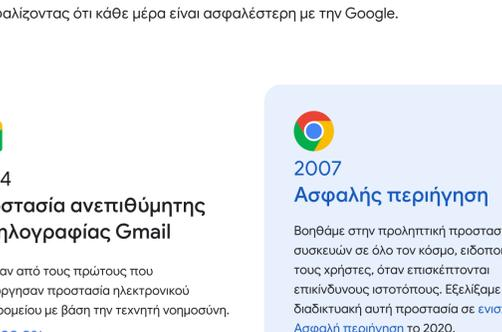 αλίζοντας ότι κάθε μέρα είναι ασφαλέστερη με την Google.
4
στασία ανεπιθύμητης
ηλογραφίας Gmail
αν από τους πρώτους που
ργησαν προστασία ηλεκτρονικού
ρομείου με βάση την τεχνητή νοημοσύνη.
2007
Ασφαλής περιήγηση
Βοηθάμε στην προληπτική προστασ
συσκευών σε όλο τον κόσμο, ειδοποι
τους χρήστες, όταν επισκέπτονται
επικίνδυνους ιστοτόπους. Εξελίξαμε
διαδικτυακή αυτή προστασία σε ενισ
Ασφαλή περιήγηση το 2020.